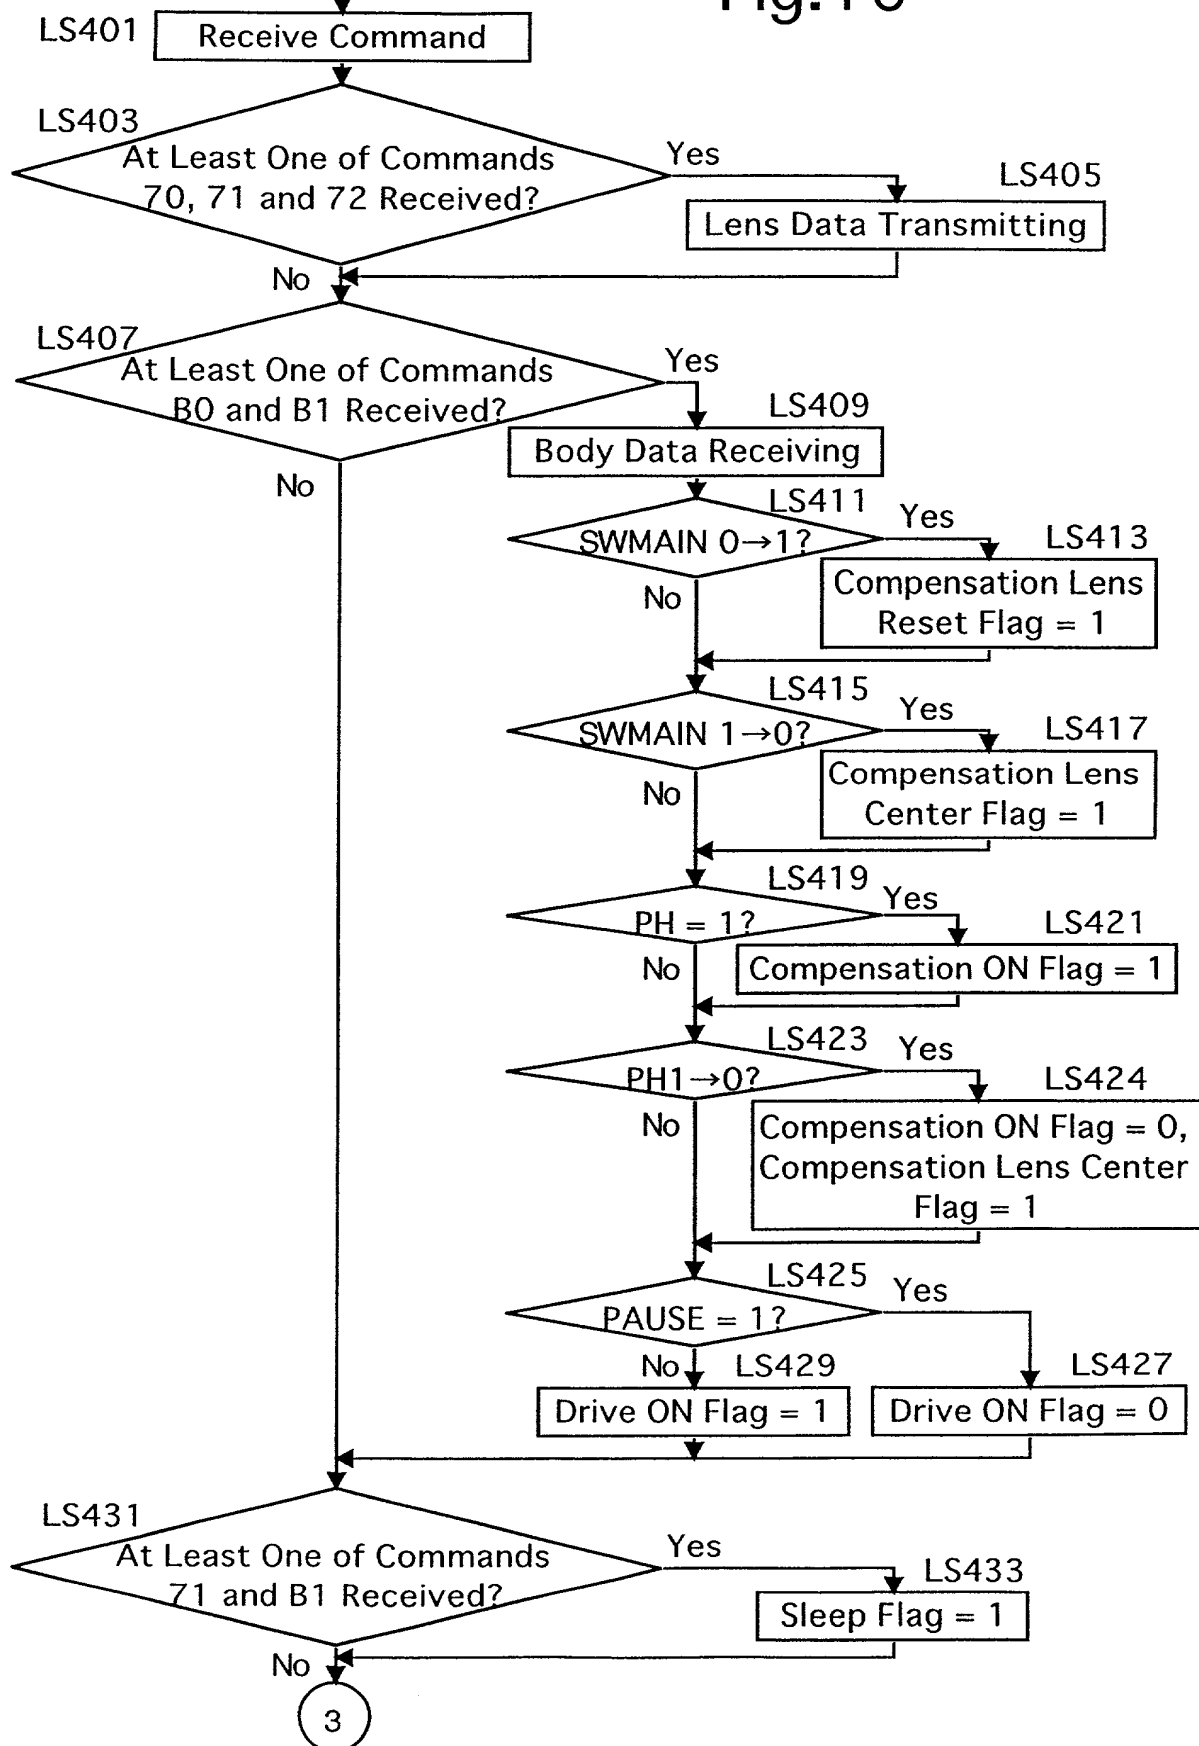 LS401
Receive Command
LS403
At Least One of Commands
70, 71 and 72 Received?
Yes
LS405
Lens Data Transmitting
No
LS407
At Least One of Commands
B0 and B1 Received?
Yes
LS409
Body Data Receiving
No
LS411
SWMAIN 0→1?
Yes
LS413
Compensation Lens
Reset Flag = 1
No
LS415
SWMAIN 1→0?
Yes
LS417
Compensation Lens
Center Flag = 1
No
LS419
PH = 1?
Yes
LS421
Compensation ON Flag = 1
No
LS423
PH1→0?
Yes
LS424
Compensation ON Flag = 0,
Compensation Lens Center
Flag = 1
No
LS425
PAUSE = 1?
Yes
No
LS429
Drive ON Flag = 1
LS427
Drive ON Flag = 0
LS431
At Least One of Commands
71 and B1 Received?
Yes
LS433
Sleep Flag = 1
No
3